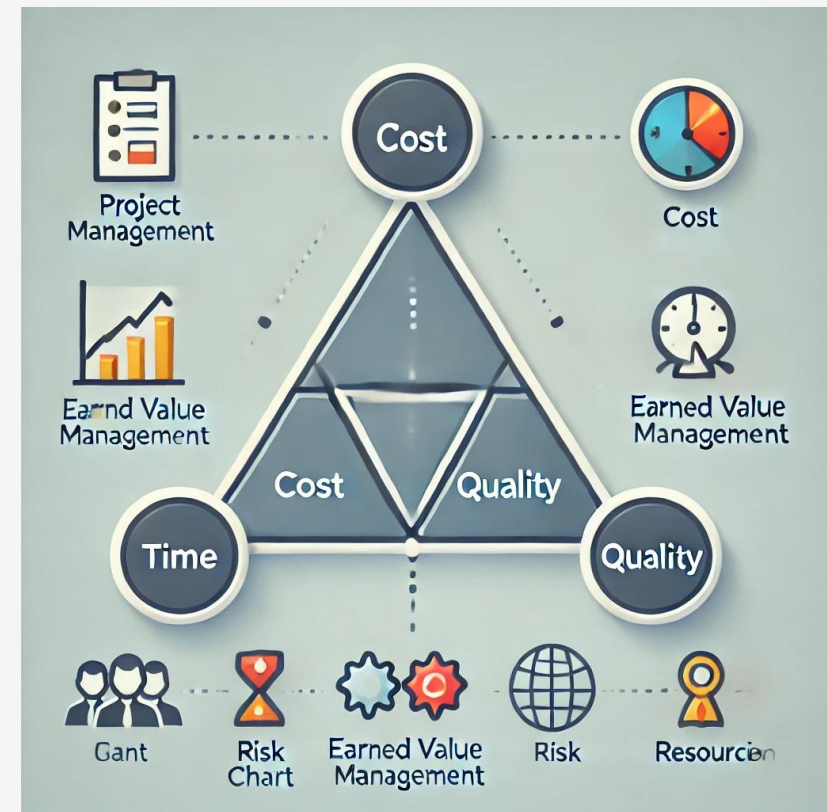 Cost
Project
Management
Cost
Earnd Value
Management
Earned Value
Management
Cost
Quality
Time
Quality
Gant
Risk
Chart
Earned Value
Management
Risk